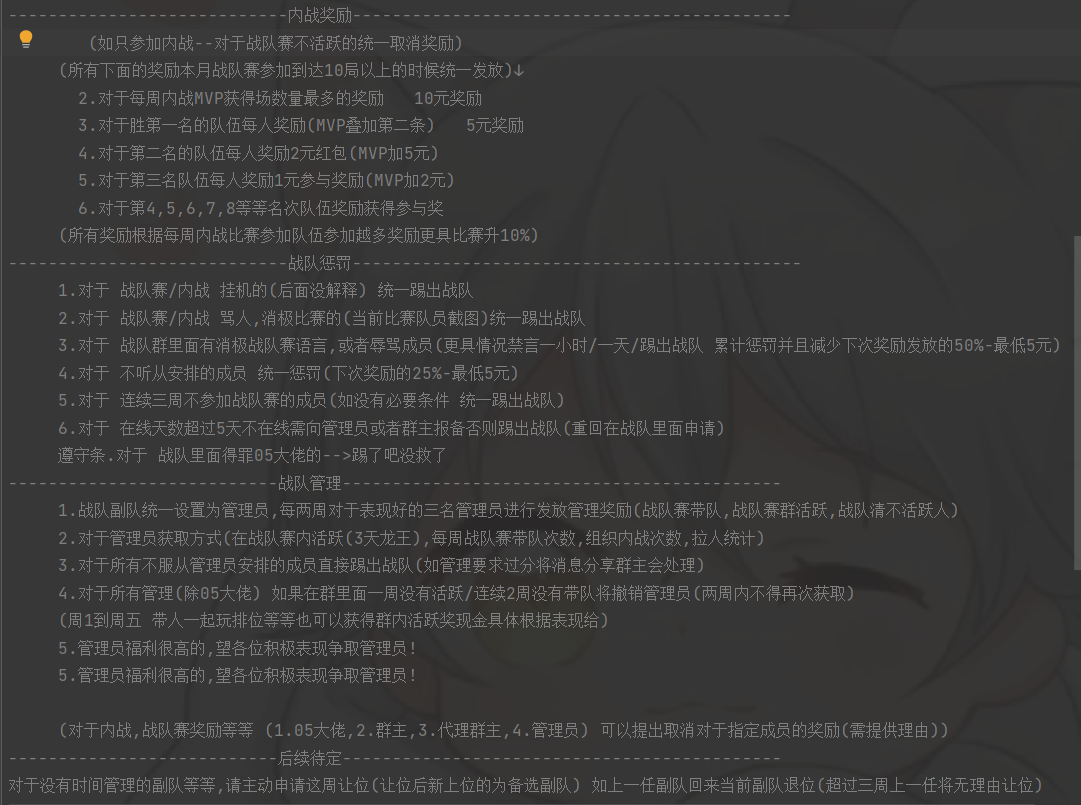 -----------------------------内战奖励----------------------------------------------
(如只参加内战--对于战队赛不活跃的统一取消奖励)
(所有下面的奖励本月战队赛参加到达10局以上的时候统一发放)↓
2.对于每周内战MVP获得场数量最多的奖励 10元奖励
3.对于胜第一名的队伍每人奖励(MVP叠加第二条) 5元奖励
4.对于第二名的队伍每人奖励2元红包(MVP加5元)
5.对于第三名队伍每人奖励1元参与奖励(MVP加2元)
6.对于第4,5,6,7,8等等名次队伍奖励获得参与奖
(所有奖励根据每周内战比赛参加队伍参加越多奖励更具比赛升10%)
-----------------------------战队惩罚-----------------------------------------------
1.对于 战队赛/内战 挂机的(后面没解释) 统一踢出战队
2.对于 战队赛/内战 骂人,消极比赛的(当前比赛队员截图)统一踢出战队
3.对于 战队群里面有消极战队赛语言,或者辱骂成员(更具情况禁言一小时/一天/踢出战队 累计惩罚并且减少下次奖励发放的50%-最低5元)
4.对于 不听从安排的成员 统一惩罚(下次奖励的25%-最低5元)
5.对于 连续三周不参加战队赛的成员(如没有必要条件 统一踢出战队)
6.对于 在线天数超过5天不在线需向管理员或者群主报备否则踢出战队(重回在战队里面申请)
遵守条.对于 战队里面得罪05大佬的-->踢了吧没救了
----------------------------战队管理----------------------------------------------
1.战队副队统一设置为管理员,每两周对于表现好的三名管理员进行发放管理奖励(战队赛带队,战队赛群活跃,战队清不活跃人)
2.对于管理员获取方式(在战队赛内活跃(3天龙王),每周战队赛带队次数,组织内战次数,拉人统计)
3.对于所有不服从管理员安排的成员直接踢出战队(如管理要求过分将消息分享群主会处理)
4.对于所有管理(除05大佬) 如果在群里面一周没有活跃/连续2周没有带队将撤销管理员(两周内不得再次获取)
(周1到周五 带人一起玩排位等等也可以获得群内活跃奖现金具体根据表现给)
5.管理员福利很高的,望各位积极表现争取管理员!
5.管理员福利很高的,望各位积极表现争取管理员!
(对于内战,战队赛奖励等等 (1.05大佬,2.群主,3.代理群主,4.管理员) 可以提出取消对于指定成员的奖励(需提供理由))
----------------------------后续待定----------------------------------------------
对于没有时间管理的副队等等,请主动申请这周让位(让位后新上位的为备选副队) 如上一任副队回来当前副队退位(超过三周上一任将无理由让位)